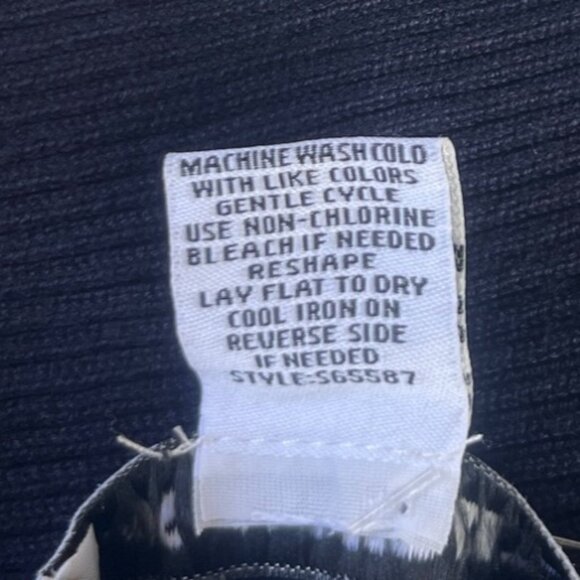 MACHINE WASH COLD
WITH LIKE COLORS
GENTLE CYCLE
USE NON-CHLORINE
BLEACH IF NEEDED
RESHAPE
LAY FLAT TO DRY
COOL IRON ON
REVERSE SIDE
IF NEEDED
STYLE:S65587